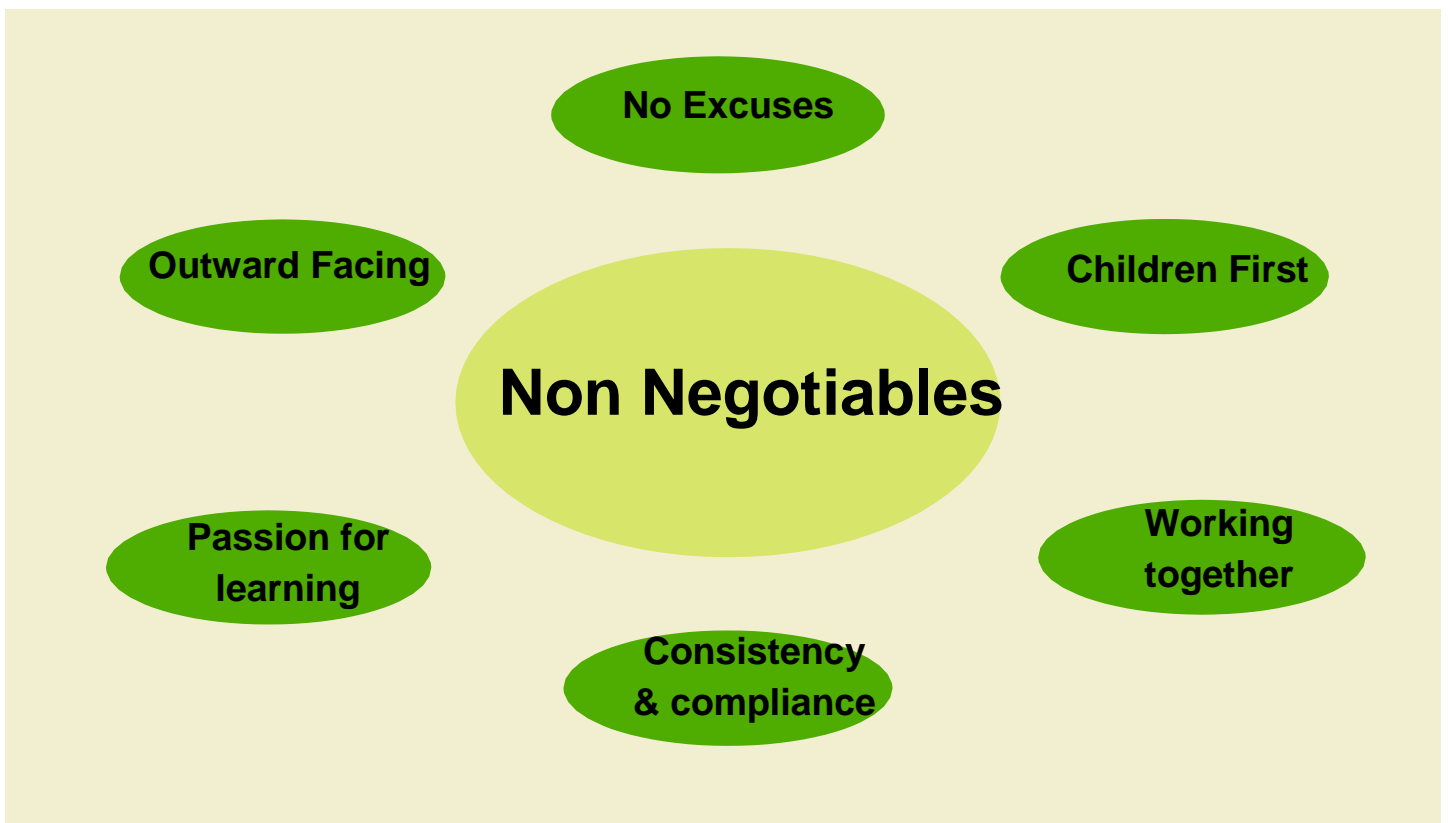 No Excuses
Outward Facing
Children First
Non Negotiables
Passion for
learning
Working
together
Consistency
& compliance